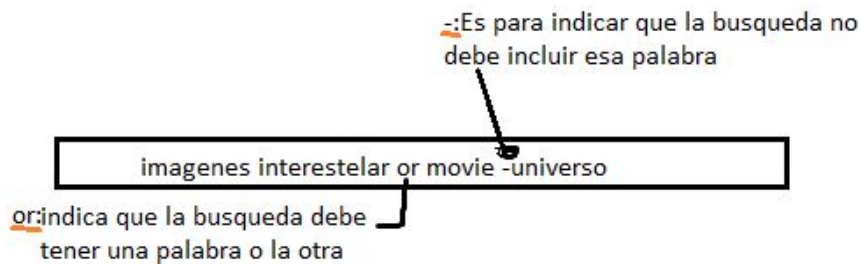 -:Es para indicar que la busqueda no
debe incluir esa palabra
imagenes interestelar or movie -universo
or:indica que la busqueda debe
tener una palabra o la otra